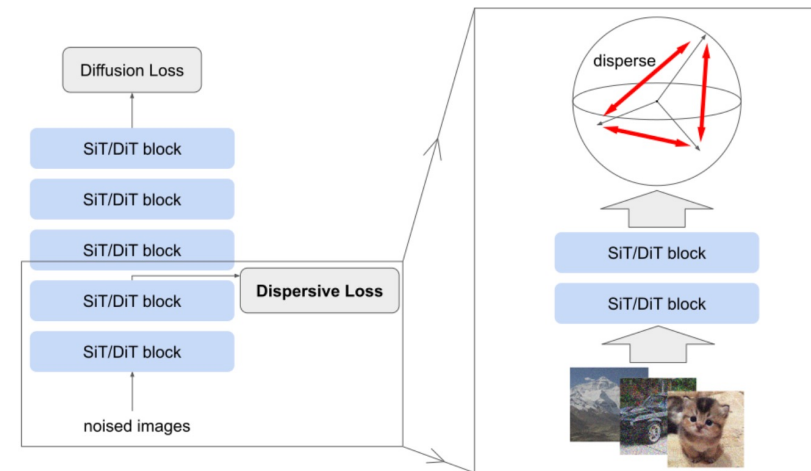 Diffusion Loss
SiT/DiT block
SiT/DiT block
SiT/DiT block
SiT/DiT block
Dispersive Loss
SiT/DiT block
noised images
disperse
SiT/DiT block
SiT/DiT block